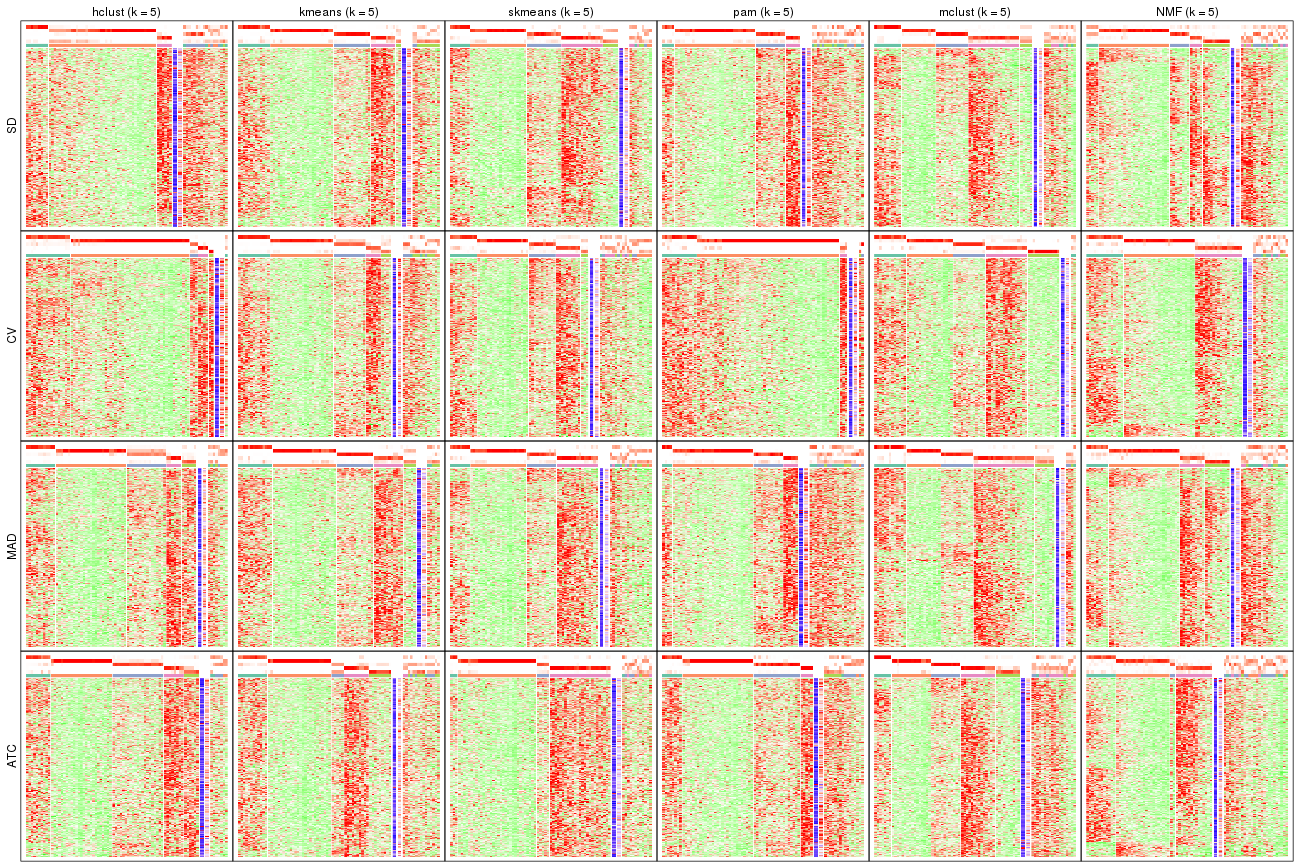 hclust (k = 5) kmeans (k = 5) skmeans (k = 5) pam (k = 5) mclust (k = 5) NMF (k = 5)
SD
CV
MAD
ATC